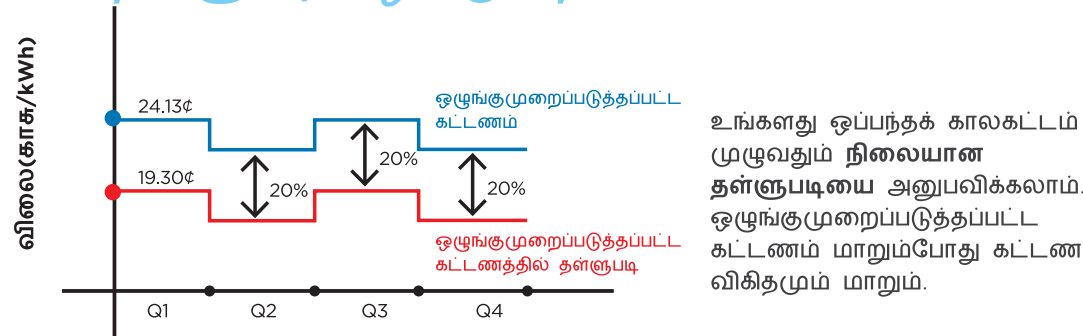 விலை(காசு/kWh)
24.13¢
19.30¢
ஒழுங்குமுறைப்படுத்தப்பட்ட
கட்டணம்
20%
20%
20%
ஒழுங்குமுறைப்படுத்தப்பட்ட
கட்டணத்தில் தள்ளுபடி
Q1
Q2
Q3
Q4
உங்களது ஒப்பந்தக் காலகட்டம்
முழுவதும் நிலையான
தள்ளுபடியை அனுபவிக்கலாம்.
ஒழுங்குமுறைப்படுத்தப்பட்ட
கட்டணம் மாறும்போது கட்டண
விகிதமும் மாறும்.